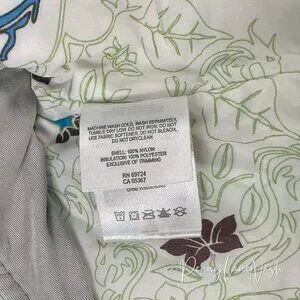 MACHINE WASH COLD, WASH SEPARATELY,
TUMBLE DRY LOW. DO NOT IRON, DO NOT
USE FABRIC SOFTENER, DO NOT BLEACH,
DO NOT DRYCLEAN
SHELL: 100% NYLON
INSULATION: 100% POLYESTER
EXCLUSIVE OF TRIMMING
RN 69724
CA 05367
PennyLaneMesh